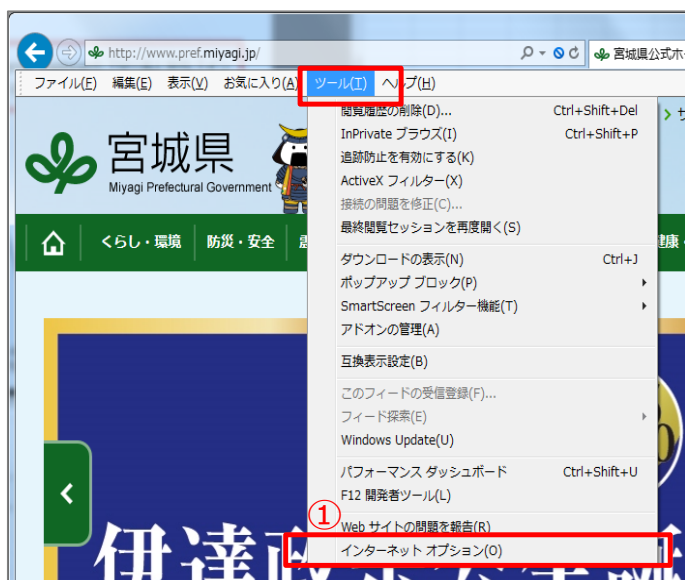 http://www.pref.miyagi.jp/
宮城県公式ホ
ファイル(F) 編集(E) 表示(V) お気に入り(A) ツール(T) ヘルプ(H)
閲覧履歴の削除(D)... Ctrl+Shift+Del
InPrivate ブラウズ(I) Ctrl+Shift+P
追跡防止を有効にする(K)
ActiveX フィルター(X)
接続の問題を修正(C)...
最終閲覧セッションを再度開く(S)
ダウンロードの表示(N) Ctrl+J
ポップアップ ブロック(P)
SmartScreen フィルター機能(T)
アドオンの管理(A)
互換表示設定(B)
このフィードの受信登録(F)...
フィード探索(E)
Windows Update(U)
パフォーマンス ダッシュボード Ctrl+Shift+U
F12 開発者ツール(L)
①
Web サイトの問題を報告(R)
インターネット オプション(O)
宮城県
Miyagi Prefectural Government
くらし・環境 防災・安全
健康・
伊達政宗